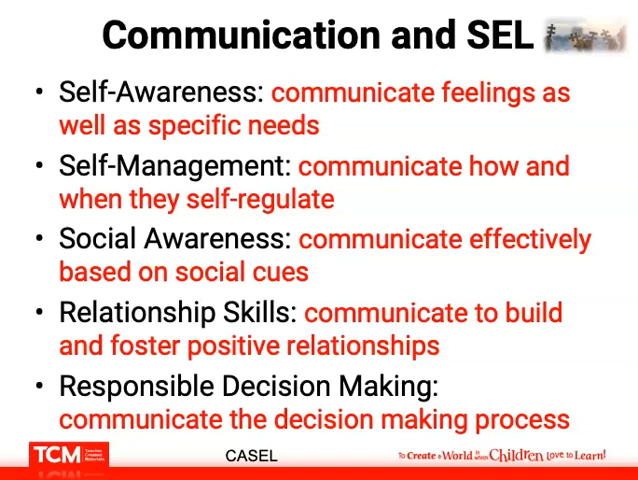 Communication and SEL
• Self-Awareness: communicate feelings as
well as specific needs
• Self-Management: communicate how and
when they self-regulate
• Social Awareness: communicate effectively
based on social cues
• Relationship Skills: communicate to build
and foster positive relationships
• Responsible Decision Making:
communicate the decision making process
TCM Teacher
Created
Materials
CASEL
To Create a World in which Children Love to Learn!